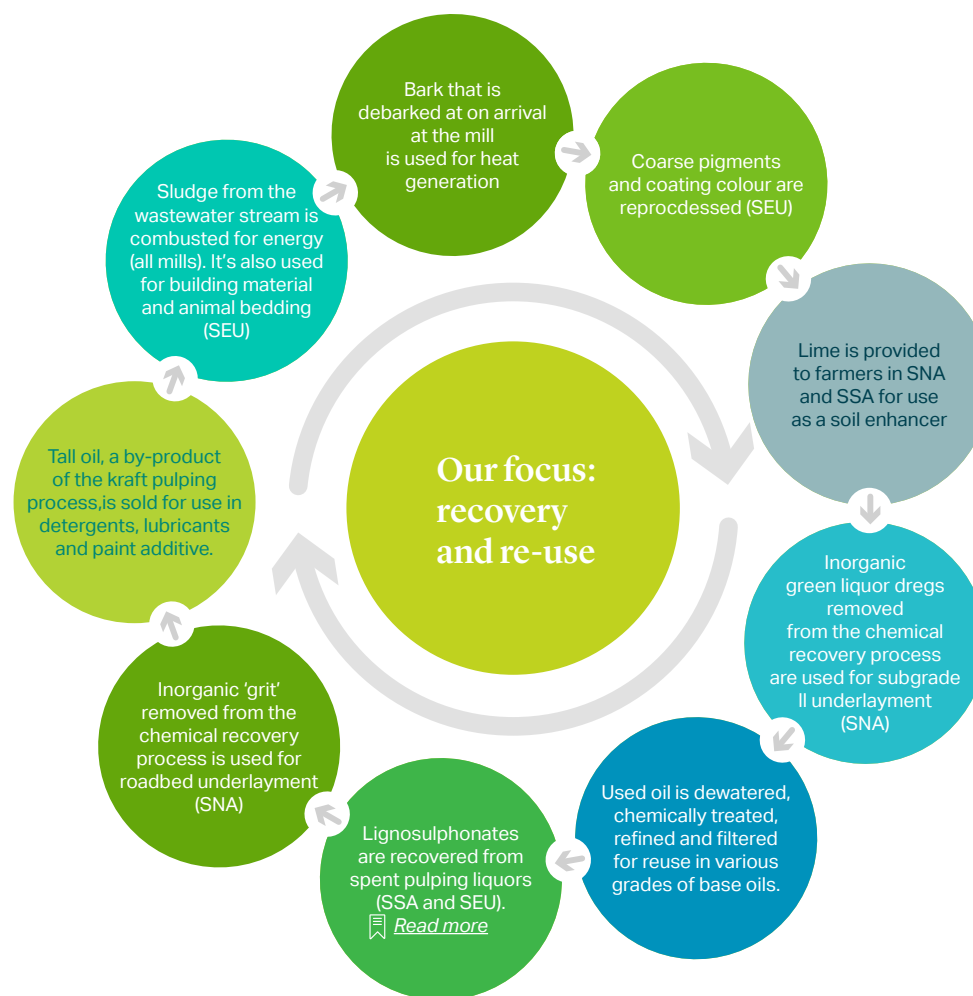 Bark that is
debarked at on arrival
at the mill
is used for heat
generation
Coarse pigments
and coating colour are
reprocdessed (SEU)
Lime is provided
to farmers in SNA
and SSA for use
as a soil enhancer
Inorganic
green liquor dregs
removed
from the chemical
recovery process
are used for subgrade
II underlayment
(SNA)
Used oil is dewatered,
chemically treated,
refined and filtered
for reuse in various
grades of base oils.
Lignosulphonates
are recovered from
spent pulping liquors
(SSA and SEU).
Read more
Inorganic ‘grit’
removed from the
chemical recovery
process is used for
roadbed underlayment
(SNA)
Tall oil, a by-product
of the kraft pulping
process,is sold for use in
detergents, lubricants
and paint additive.
Sludge from the
wastewater stream is
combusted for energy
(all mills). It’s also used
for building material
and animal bedding
(SEU)
Our focus:
recovery
and re-use